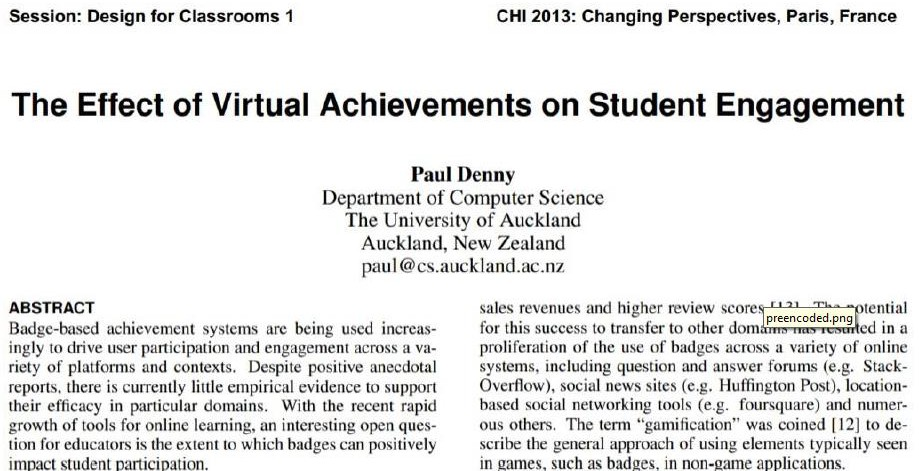 Session: Design for Classrooms 1
CHI 2013: Changing Perspectives, Paris, France
The Effect of Virtual Achievements on Student Engagement
Paul Denny
Department of Computer Science
The University of Auckland
Auckland, New Zealand
paul@cs.auckland.ac.nz
ABSTRACT
Badge-based achievement systems are being used increas-
ingly to drive user participation and engagement across a va-
riety of platforms and contexts. Despite positive anecdotal
reports, there is currently little empirical evidence to support
their efficacy in particular domains. With the recent rapid
growth of tools for online learning, an interesting open ques-
tion for educators is the extent to which badges can positively
impact student participation.
sales revenues and higher review scores [13]. The potential
for this success to transfer to other domains has resulted in a
proliferation of the use of badges across a variety of online
systems, including question and answer forums (e.g. Stack-
Overflow), social news sites (e.g. Huffington Post), location-
based social networking tools (e.g. foursquare) and numer-
ous others. The term “gamification” was coined [12] to de-
scribe the general approach of using elements typically seen
in games, such as badges, in non-game applications.
preencoded.png